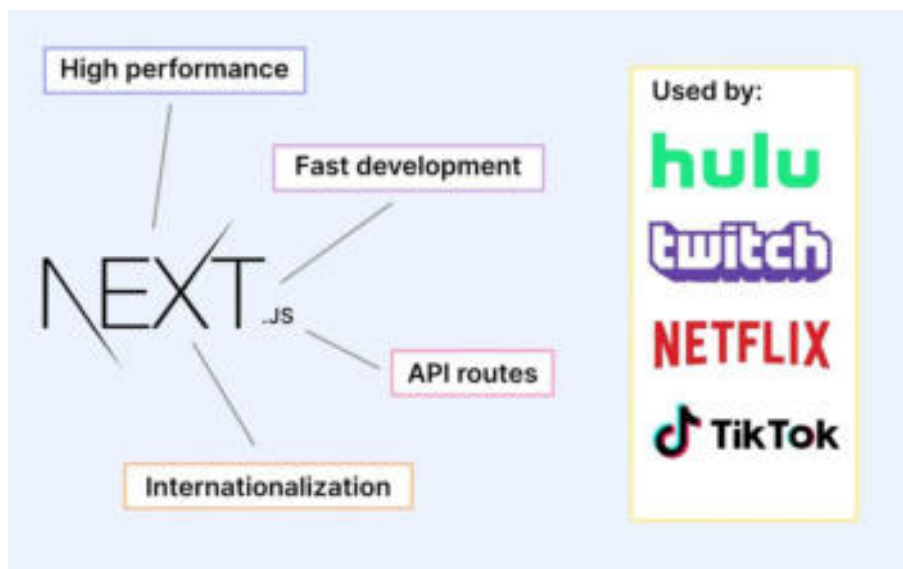 High performance
Fast development
NEXT.JS
API routes
Internationalization
Used by:
hulu
twitch
NETFLIX
TikTok